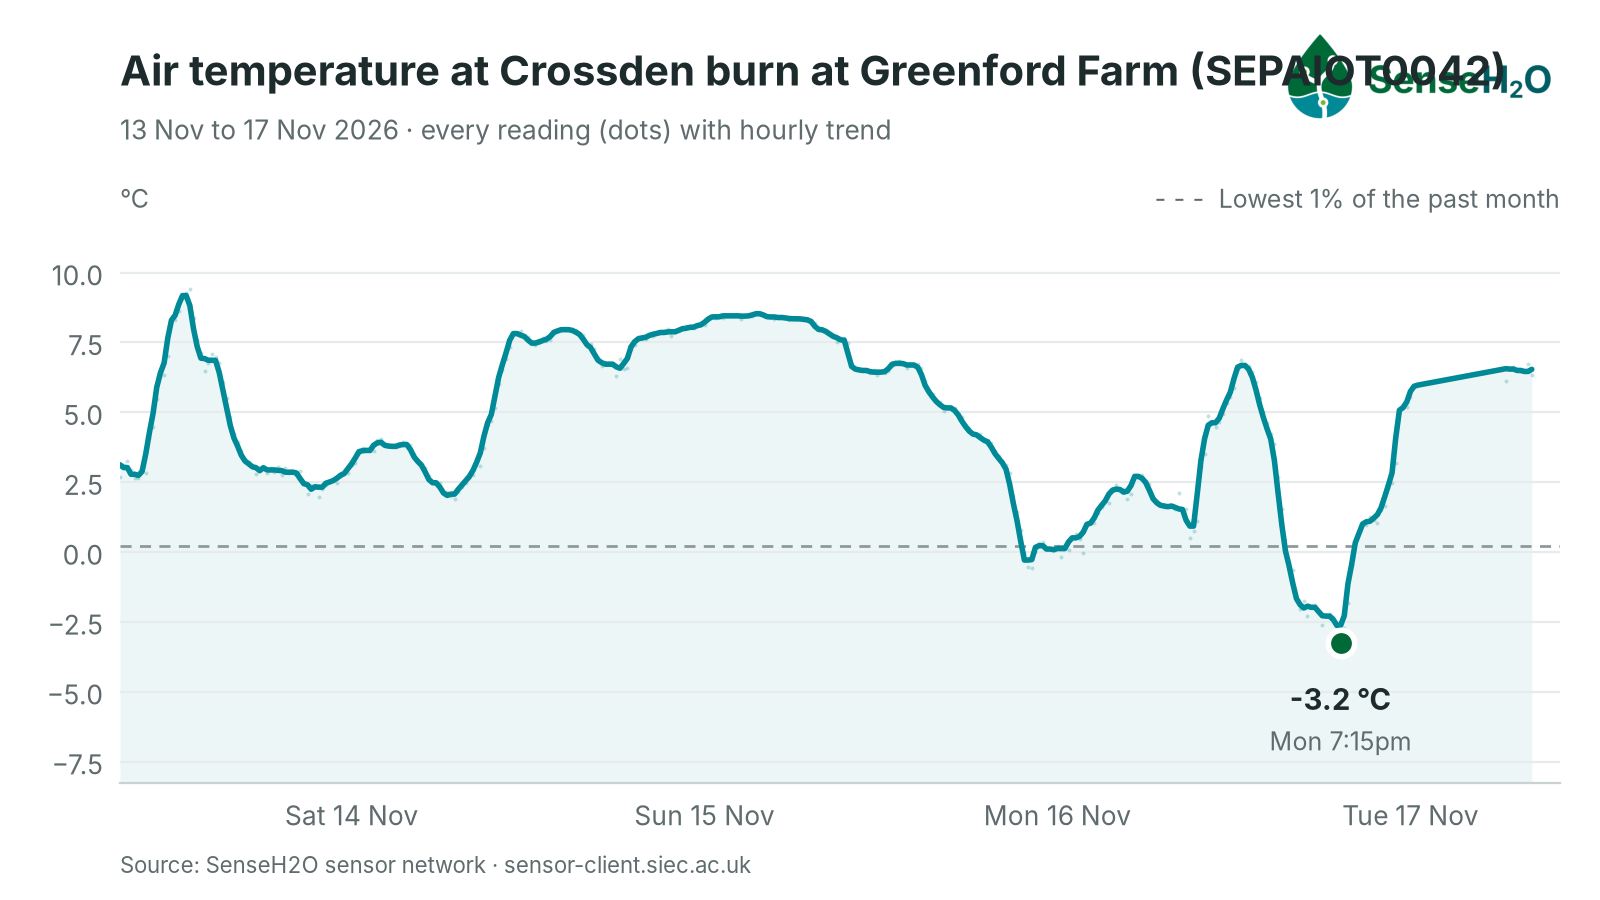 Air temperature at Crossden burn at Greenford Farm (SEPAIOT0042)
SenseH₂O
13 Nov to 17 Nov 2026 · every reading (dots) with hourly trend
°C
--- Lowest 1% of the past month
10.0
7.5
5.0
2.5
0.0
−2.5
−5.0
−7.5
-3.2 °C
Mon 7:15pm
Sat 14 Nov
Sun 15 Nov
Mon 16 Nov
Tue 17 Nov
Source: SenseH2O sensor network · sensor-client.siec.ac.uk